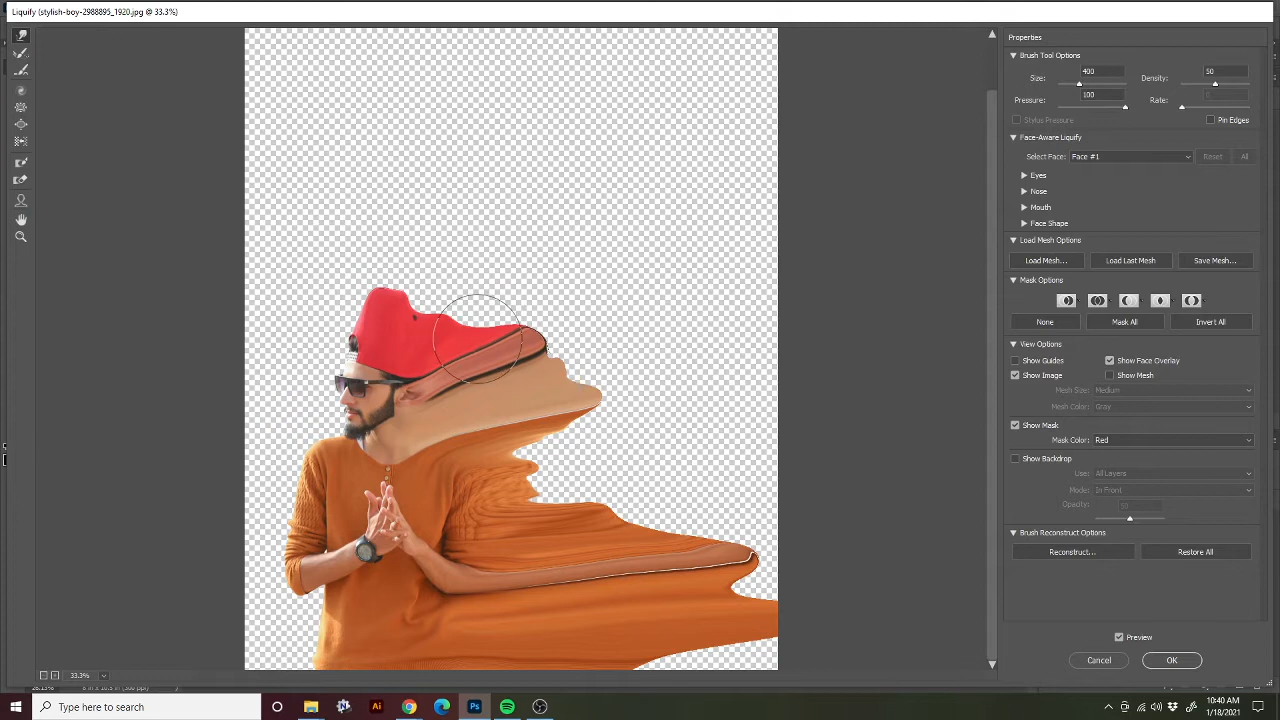 Liquify (stylish-boy-2988895_1920.jpg @ 33.3%)
Properties
Brush Tool Options
Size: 400
Density: 50
Pressure: 100
Rate:
Stylus Pressure
Pin Edges
Face-Aware Liquify
Select Face: Face #1
Reset
All
Eyes
Nose
Mouth
Face Shape
Load Mesh Options
Load Mesh...
Load Last Mesh
Save Mesh...
Mask Options
None
Mask All
Invert All
View Options
Show Guides
Show Face Overlay
Show Image
Show Mesh
Mesh Size: Medium
Mesh Color: Gray
Show Mask
Mask Color: Red
Show Backdrop
Use: All Layers
Mode: In Front
Opacity: 50
Brush Reconstruct Options
Reconstruct...
Restore All
Preview
Cancel
OK
33.3%
Type here to search
Ai
Ps
10:40 AM
1/18/2021